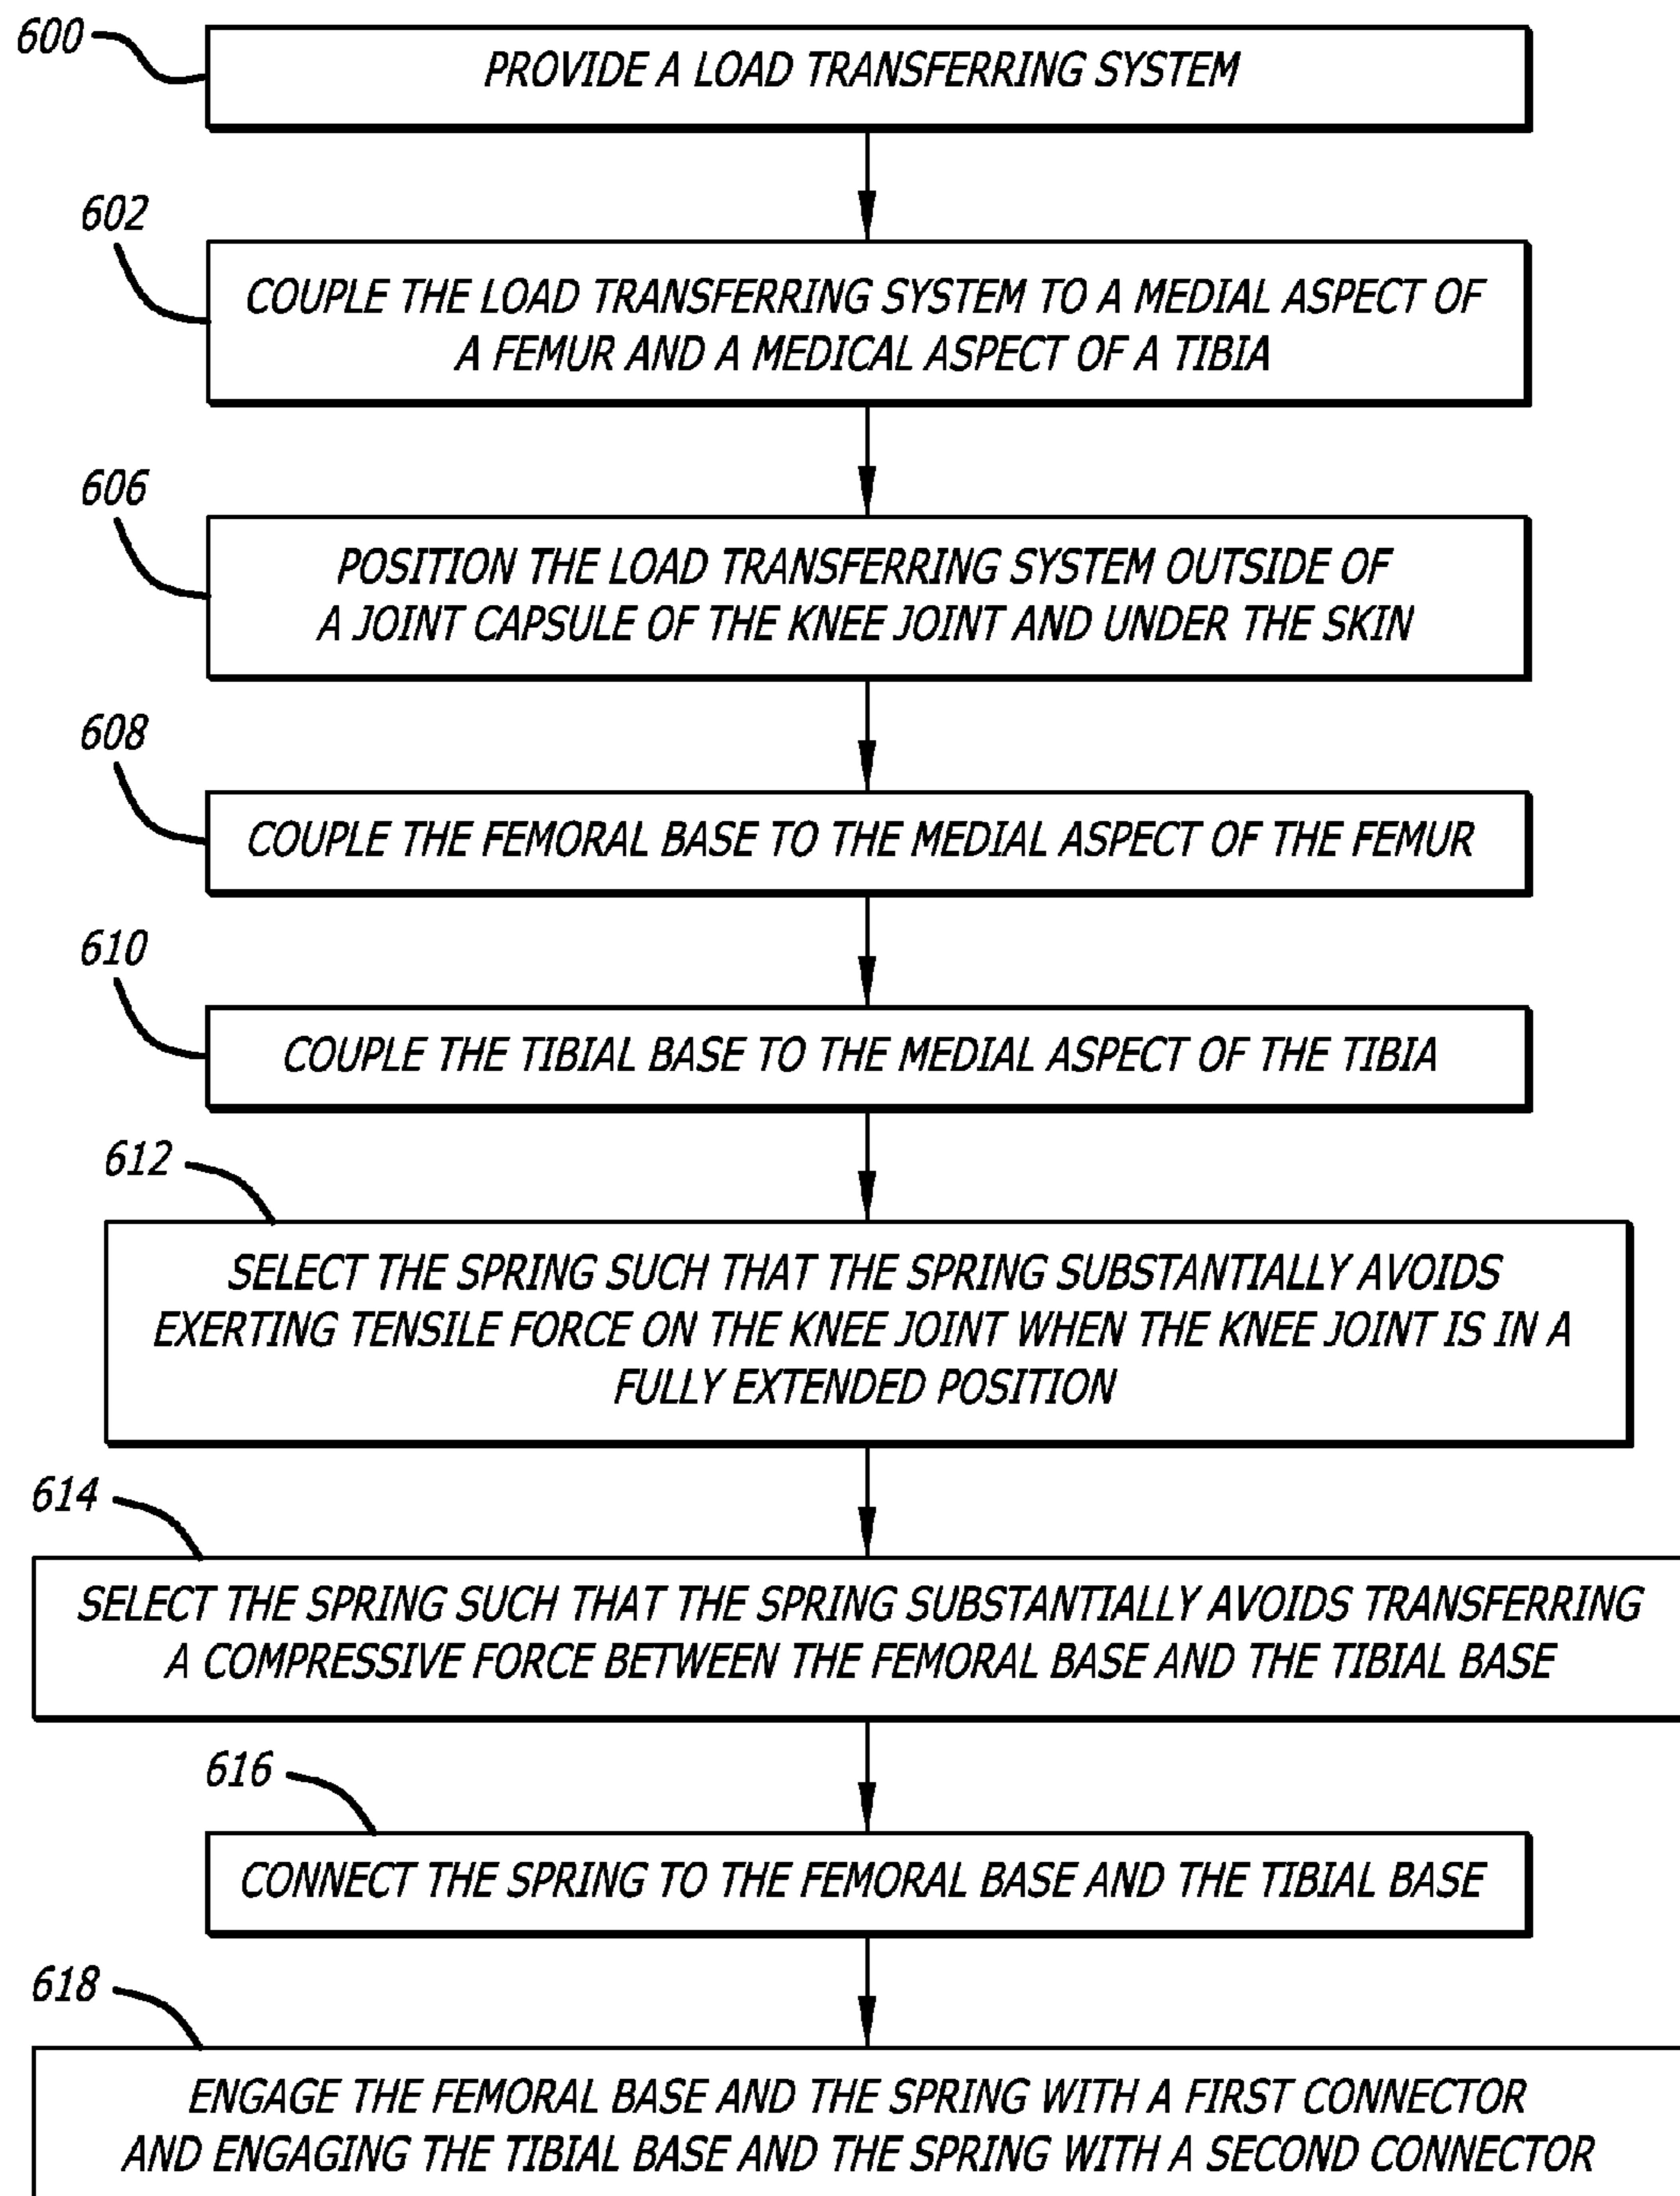 600
PROVIDE A LOAD TRANSFERRING SYSTEM
602
COUPLE THE LOAD TRANSFERRING SYSTEM TO A MEDIAL ASPECT OF
A FEMUR AND A MEDICAL ASPECT OF A TIBIA
606
POSITION THE LOAD TRANSFERRING SYSTEM OUTSIDE OF
A JOINT CAPSULE OF THE KNEE JOINT AND UNDER THE SKIN
608
COUPLE THE FEMORAL BASE TO THE MEDIAL ASPECT OF THE FEMUR
610
COUPLE THE TIBIAL BASE TO THE MEDIAL ASPECT OF THE TIBIA
612
SELECT THE SPRING SUCH THAT THE SPRING SUBSTANTIALLY AVOIDS
EXERTING TENSILE FORCE ON THE KNEE JOINT WHEN THE KNEE JOINT IS IN A
FULLY EXTENDED POSITION
614
SELECT THE SPRING SUCH THAT THE SPRING SUBSTANTIALLY AVOIDS TRANSFERRING
A COMPRESSIVE FORCE BETWEEN THE FEMORAL BASE AND THE TIBIAL BASE
616
CONNECT THE SPRING TO THE FEMORAL BASE AND THE TIBIAL BASE
618
ENGAGE THE FEMORAL BASE AND THE SPRING WITH A FIRST CONNECTOR
AND ENGAGING THE TIBIAL BASE AND THE SPRING WITH A SECOND CONNECTOR